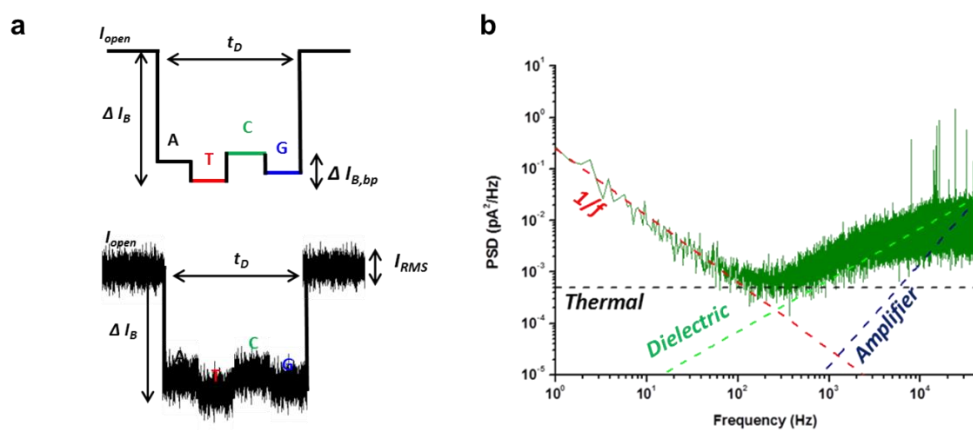 a
I_open
t_D
Δ I_B
A
T
C
G
Δ I_B,bp
I_open
t_D
I_RMS
Δ I_B
A
T
C
G
b
10^1
10^0
10^-1
10^-2
10^-3
10^-4
10^-5
PSD (pA^2/Hz)
1/f
Thermal
Dielectric
Amplifier
10^0 10^1 10^2 10^3 10^4
Frequency (Hz)